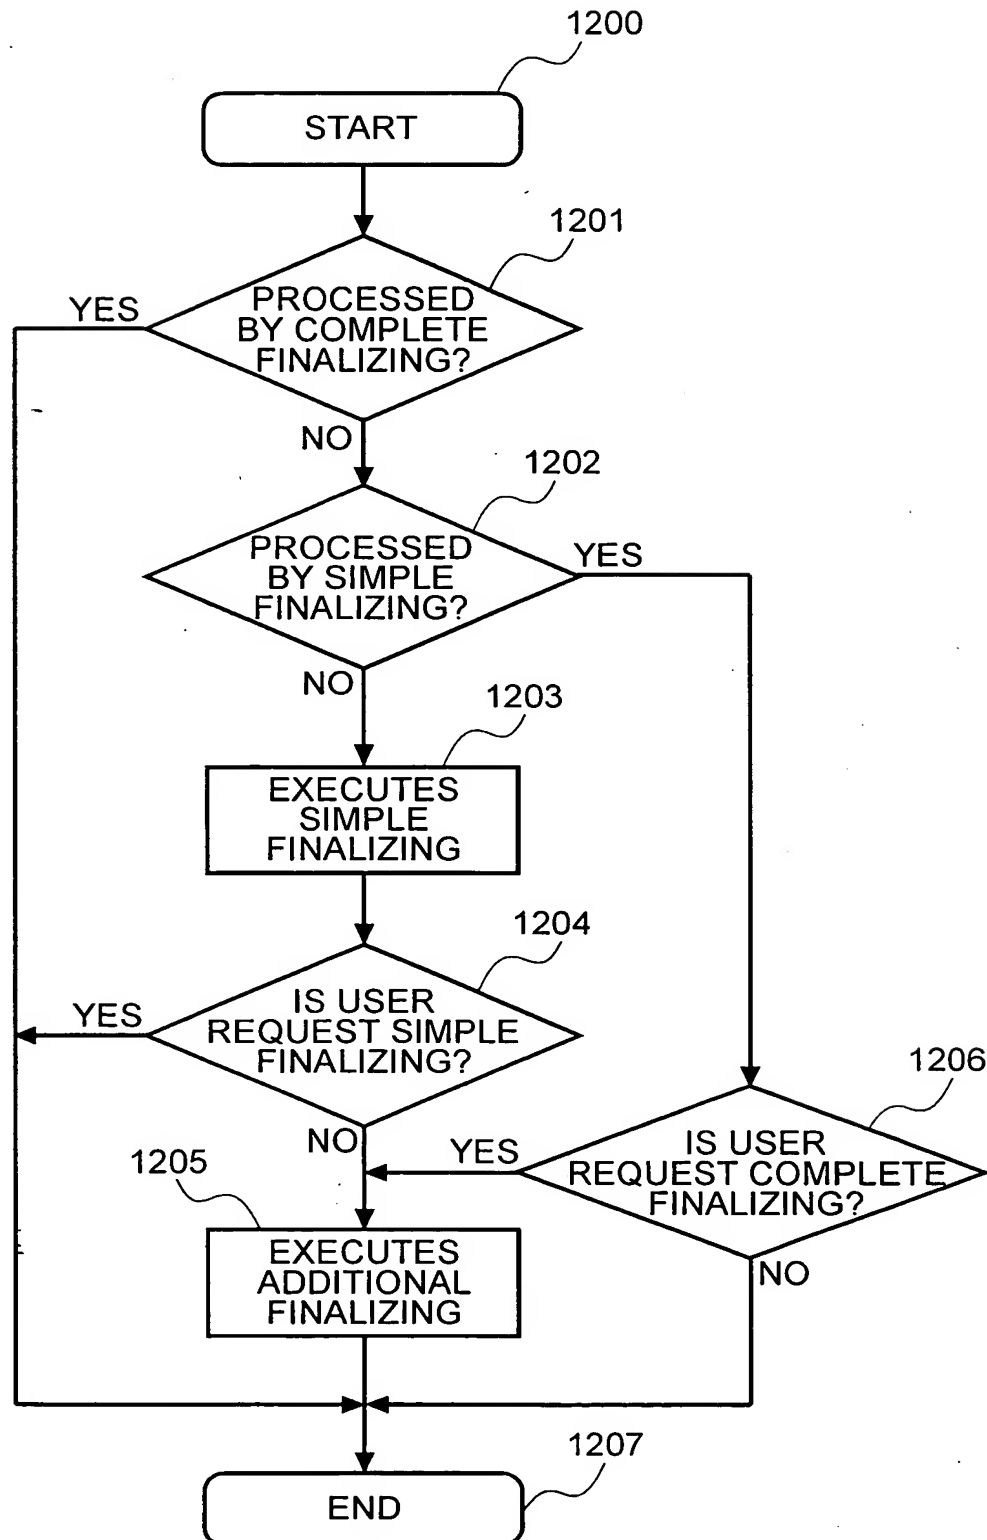 1200
START
1201
YES
PROCESSED
BY COMPLETE
FINALIZING?
NO
1202
PROCESSED
BY SIMPLE
FINALIZING?
YES
NO
1203
EXECUTES
SIMPLE
FINALIZING
1204
YES
IS USER
REQUEST SIMPLE
FINALIZING?
1206
NO
YES
IS USER
REQUEST COMPLETE
FINALIZING?
1205
EXECUTES
ADDITIONAL
FINALIZING
NO
1207
END